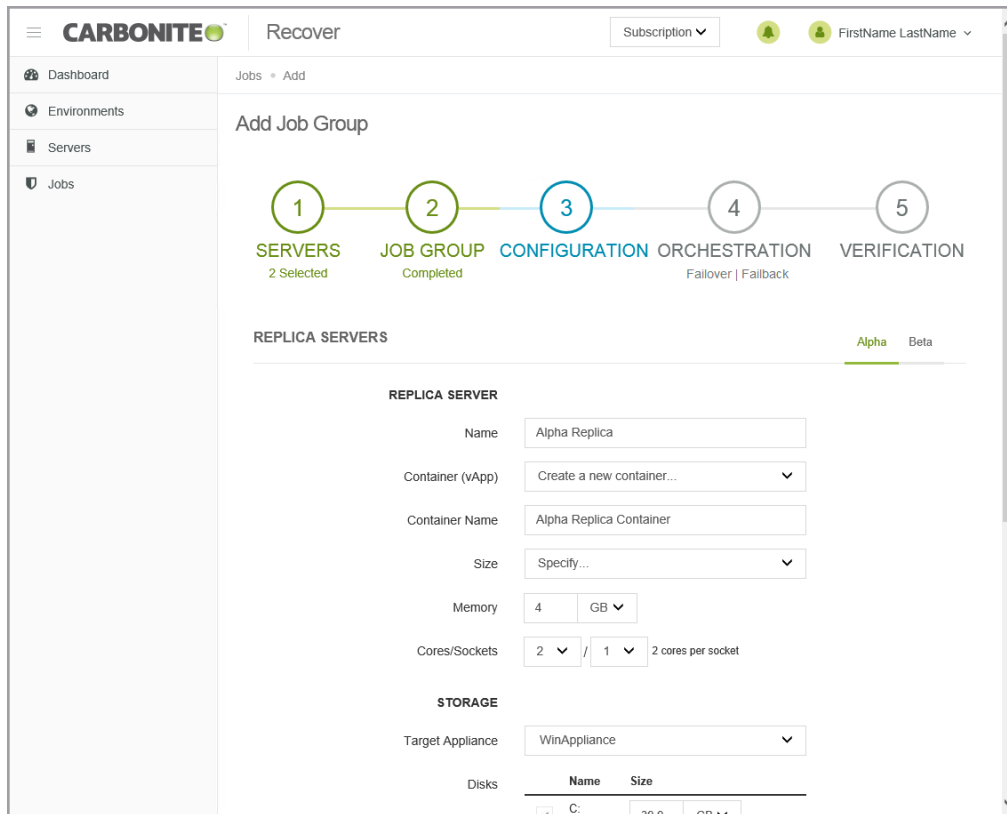 CARBONITE Recover Subscription FirstName LastName
Dashboard
Environments
Servers
Jobs
Jobs Add
Add Job Group
1 2 3 4 5
SERVERS JOB GROUP CONFIGURATION ORCHESTRATION VERIFICATION
2 Selected Completed Failover | Failback
REPLICA SERVERS Alpha Beta
REPLICA SERVER
Name Alpha Replica
Container (vApp) Create a new container...
Container Name Alpha Replica Container
Size Specify...
Memory 4 GB
Cores/Sockets 2 / 1 2 cores per socket
STORAGE
Target Appliance WinAppliance
Disks Name Size
C: GB